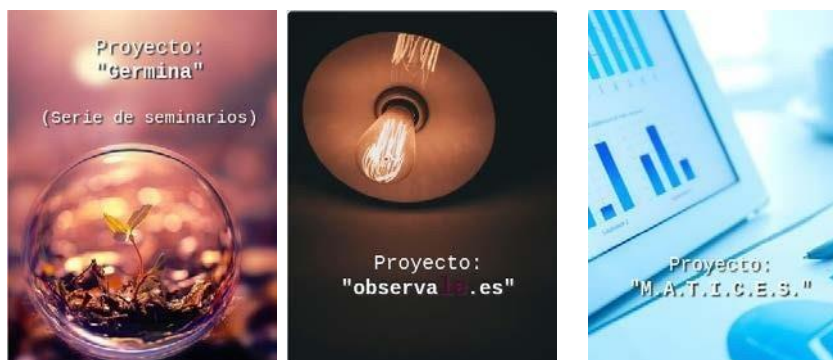 Proyecto:
"Germina"
(Serie de seminarios)
Proyecto:
"observa .es"
Proyecto:
"M.A.T.I.C.E.S."